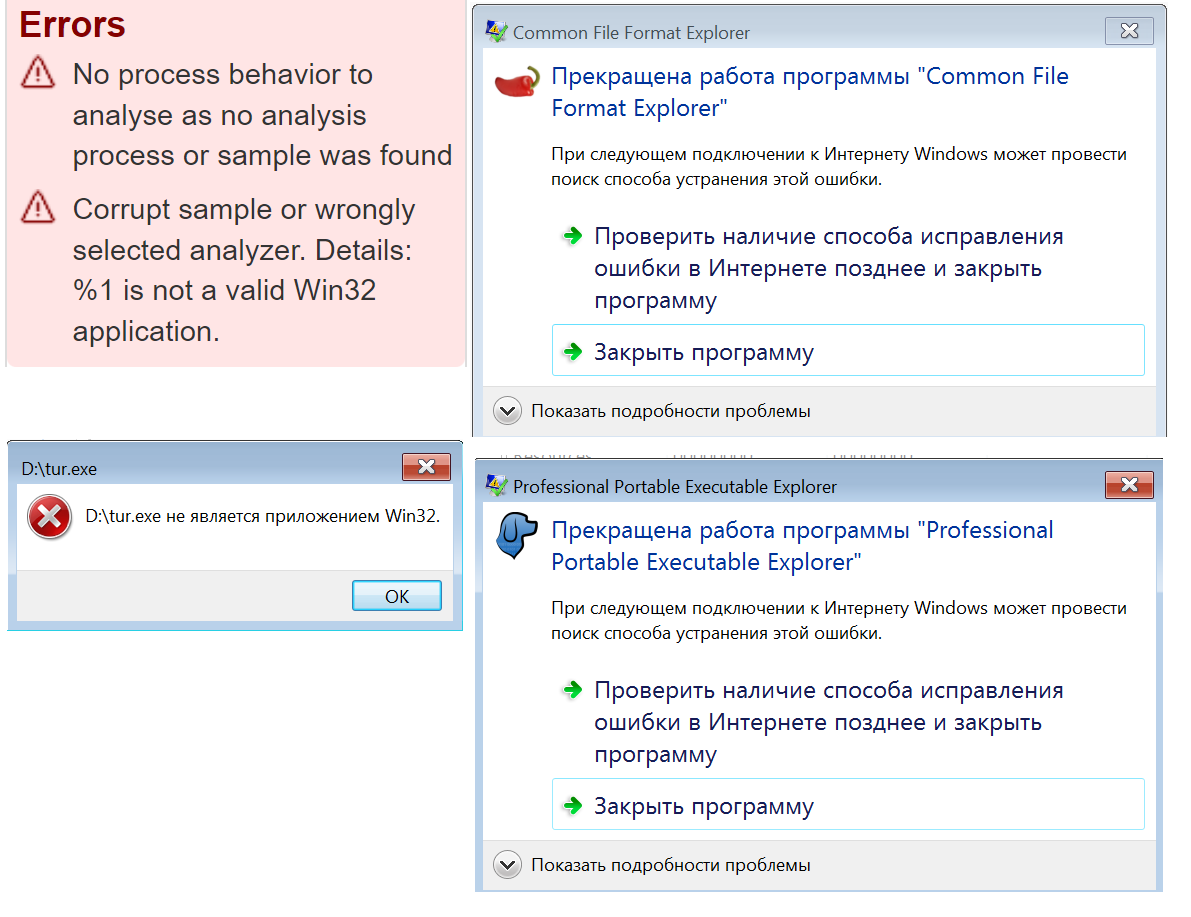 Errors
No process behavior to
analyse as no analysis
process or sample was found
Corrupt sample or wrongly
selected analyzer. Details:
%1 is not a valid Win32
application.
Common File Format Explorer
Прекращена работа программы "Common File
Format Explorer"
При следующем подключении к Интернету Windows может провести
поиск способа устранения этой ошибки.
Проверить наличие способа исправления
ошибки в Интернете позднее и закрыть
программу
Закрыть программу
Показать подробности проблемы
D:\tur.exe
D:\tur.exe не является приложением Win32.
OK
Professional Portable Executable Explorer
Прекращена работа программы "Professional
Portable Executable Explorer"
При следующем подключении к Интернету Windows может провести
поиск способа устранения этой ошибки.
Проверить наличие способа исправления
ошибки в Интернете позднее и закрыть
программу
Закрыть программу
Показать подробности проблемы